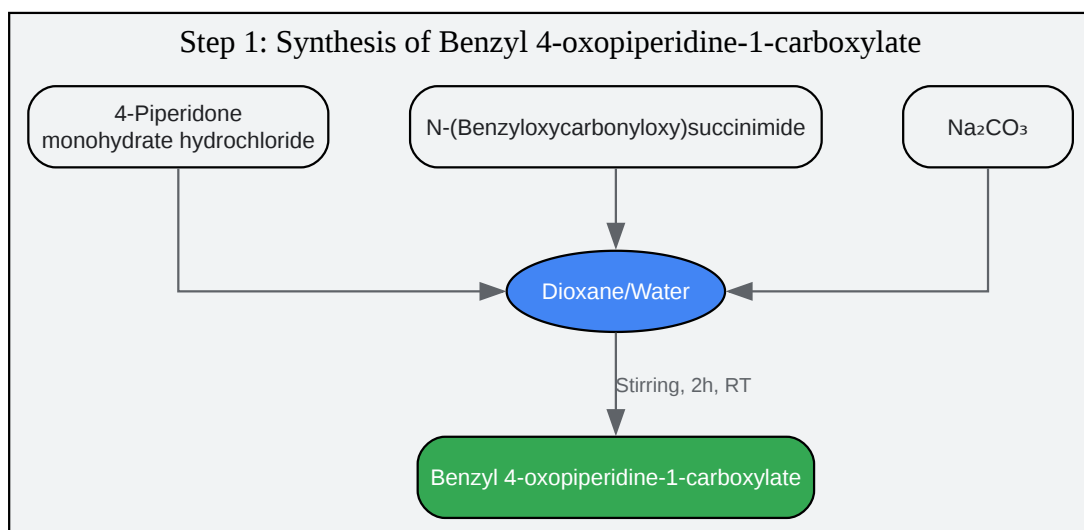 Step 1: Synthesis of Benzyl 4-oxopiperidine-1-carboxylate
4-Piperidone
monohydrate hydrochloride
N-(Benzyloxycarbonyloxy)succinimide
Na₂CO₃
Dioxane/Water
Stirring, 2h, RT
Benzyl 4-oxopiperidine-1-carboxylate